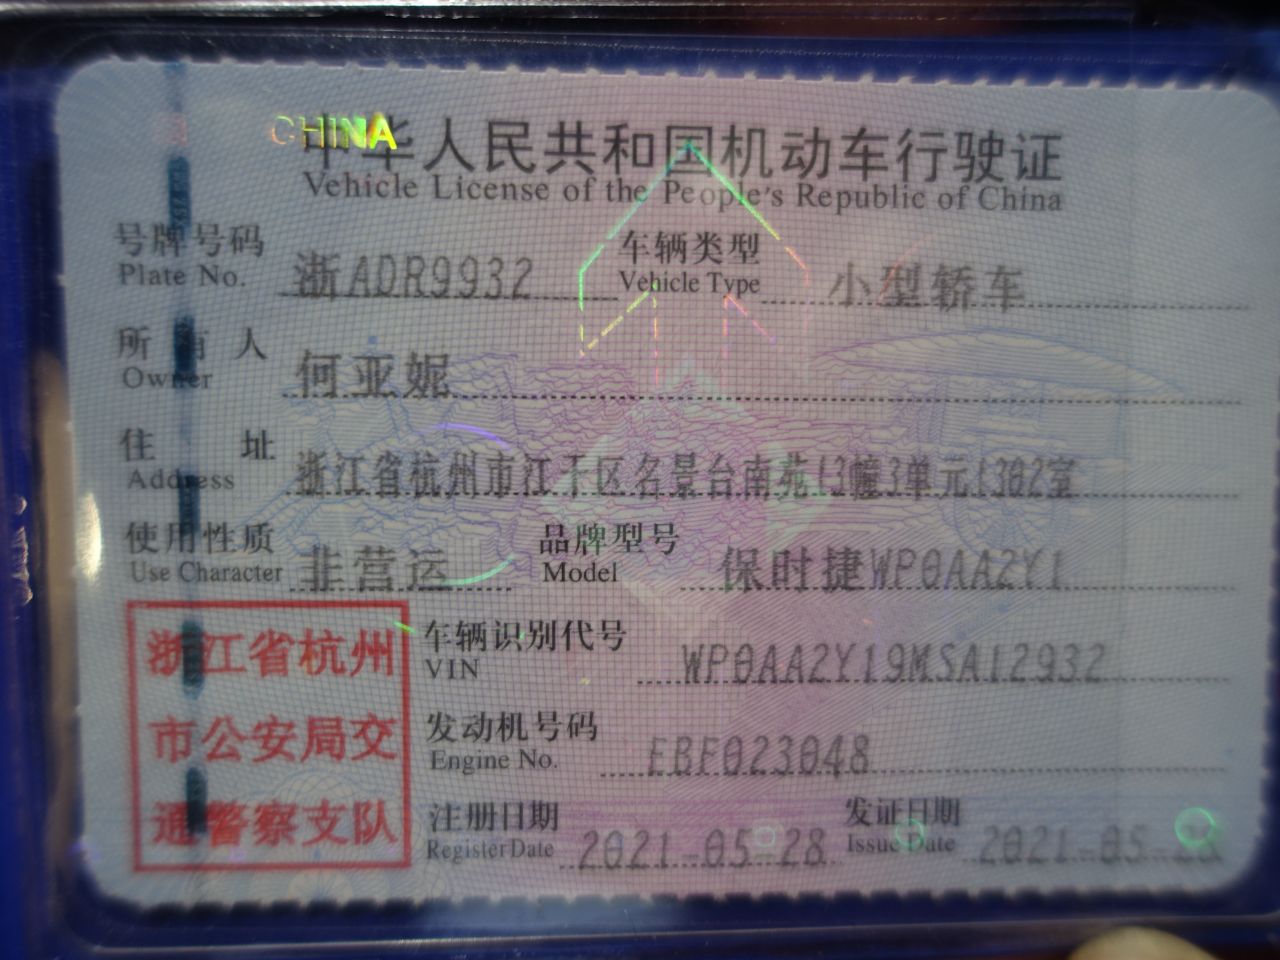 CHINA
中华人民共和国机动车行驶证
Vehicle License of the People's Republic of China
号牌号码 浙ADR9932 车辆类型 小型轿车
Plate No. Vehicle Type
所有人 何亚妮
Owner
住址 浙江省杭州市江干区名景台南苑13幢3单元1302室
Address
使用性质 非营运 品牌型号 保时捷WP0AA2Y1
Use Character Model
浙江省杭州
市公安局交
通警察支队
车辆识别代号 WP0AA2Y19MSA12932
VIN
发动机号码 EBF023048
Engine No.
注册日期 2021-05-28 发证日期 2021-05-28
Register Date Issue Date